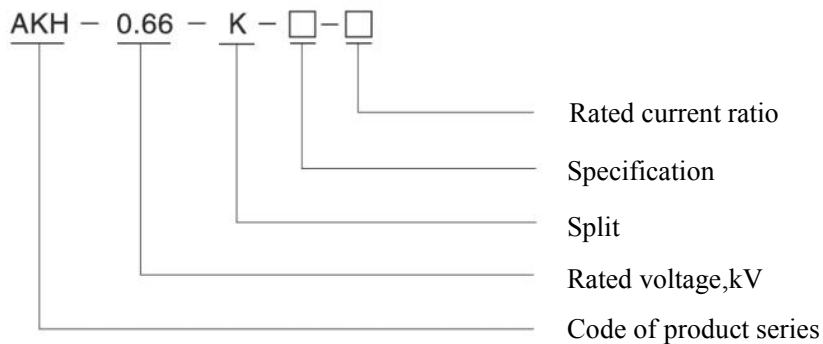 AKH – 0.66 – K – □ – □
Rated current ratio
Specification
Split
Rated voltage,kV
Code of product series